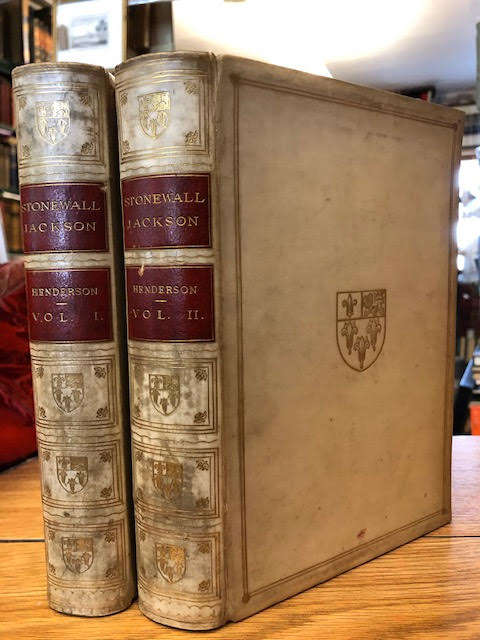 STONEWALL
JACKSON
HENDERSON
VOL. I.
STONEWALL
JACKSON
HENDERSON
VOL. II.